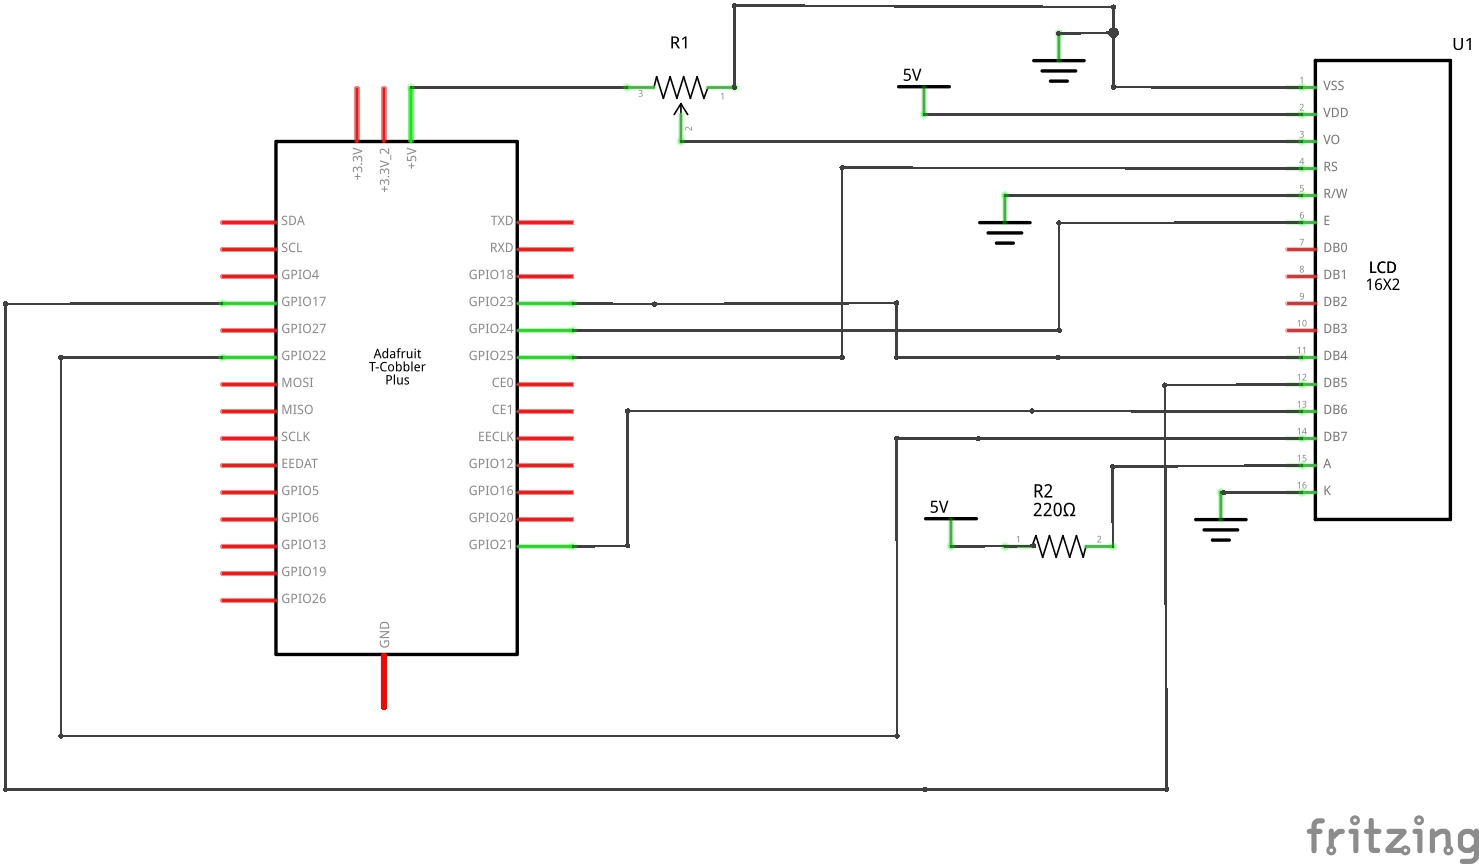 U1
R1
5V
3
1
2
1
VSS
2
VDD
3
VO
4
RS
5
R/W
6
E
7
DB0
8
DB1
9
DB2
10
DB3
11
DB4
12
DB5
13
DB6
14
DB7
15
A
16
K
LCD
16X2
+3.3V
+3.3V_2
+5V
SDA
TXD
SCL
RXD
GPIO4
GPIO18
GPIO17
GPIO23
GPIO27
GPIO24
GPIO22
GPIO25
MOSI
CE0
MISO
CE1
SCLK
EECLK
EEDAT
GPIO12
GPIO5
GPIO16
GPIO6
GPIO20
GPIO13
GPIO21
GPIO19
GPIO26
GND
Adafruit
T-Cobbler
Plus
R2
220Ω
5V
1
2
fritzing